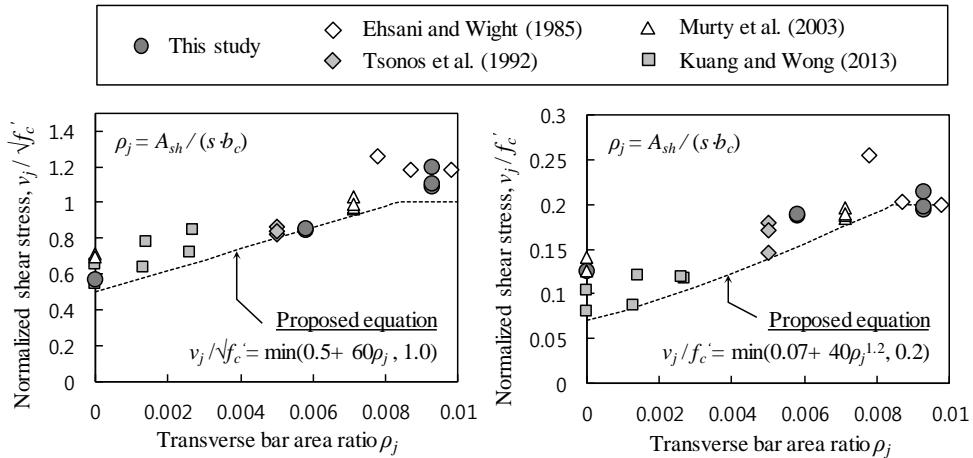 This study
Ehsani and Wight (1985)
Murty et al. (2003)
Tsonos et al. (1992)
Kuang and Wong (2013)
Normalized shear stress, vj / √fc′
1.4
1.2
1
0.8
0.6
0.4
0.2
0
ρj = Ash / (s·bc)
Proposed equation
vj /√fc′= min(0.5+ 60ρj , 1.0)
0 0.002 0.004 0.006 0.008 0.01
Transverse bar area ratio ρj
Normalized shear stress, vj / fc′
0.30
0.25
0.20
0.15
0.10
0.05
0.00
ρj = Ash / (s·bc)
Proposed equation
vj / fc′= min(0.07+ 40ρj^1.2, 0.2)
0 0.002 0.004 0.006 0.008 0.01
Transverse bar area ratio ρj